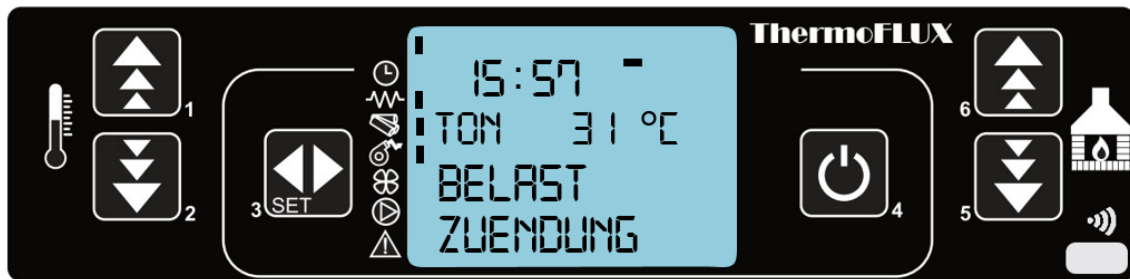 ThermoFLUX
15:57
TON 31 °C
BELAST
ZUENDUNG
1
2
3 SET
4
5
6